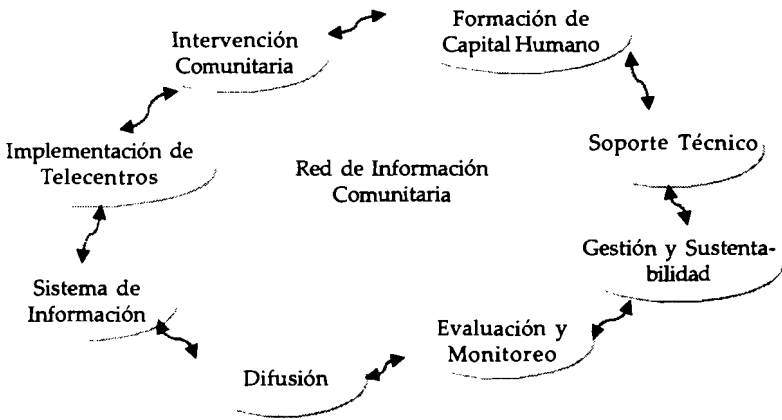 Formación de
Capital Humano
Intervención
Comunitaria
Soporte Técnico
Implementación de
Telecentros
Red de Información
Comunitaria
Gestión y Sustenta-
bilidad
Sistema de
Información
Evaluación y
Monitoreo
Difusión